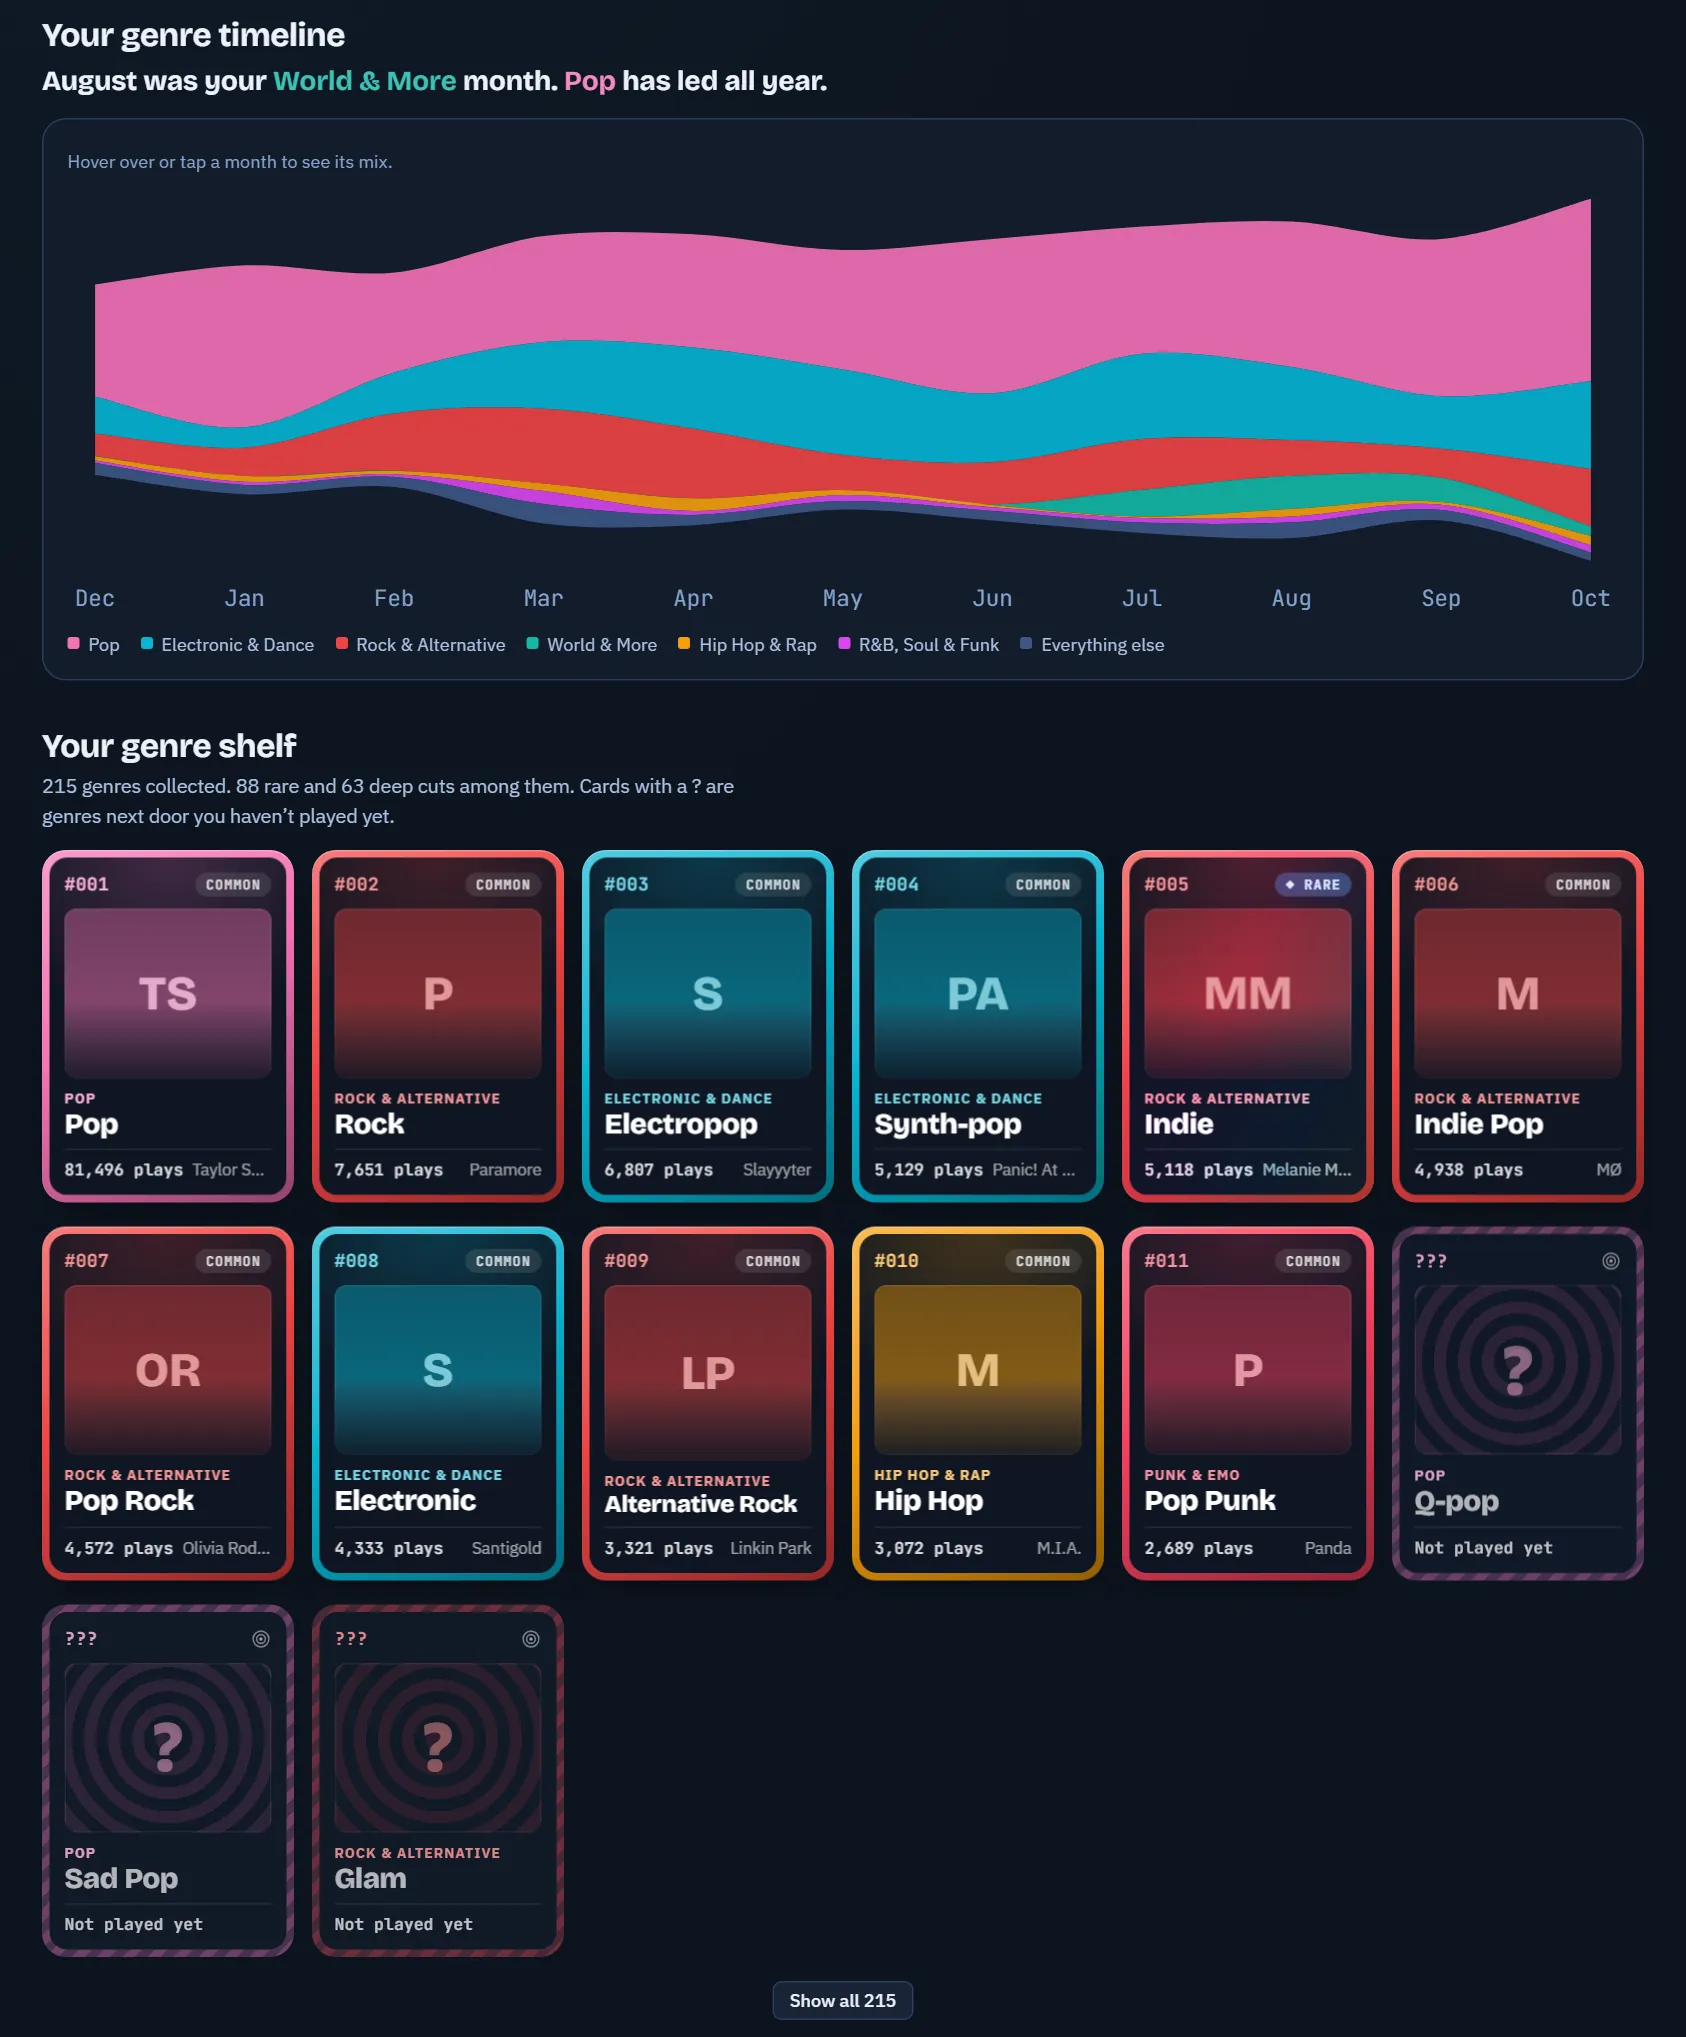 Your genre timeline
August was your World & More month. Pop has led all year.
Hover over or tap a month to see its mix.
Dec Jan Feb Mar Apr May Jun Jul Aug Sep Oct
Pop Electronic & Dance Rock & Alternative World & More Hip Hop & Rap R&B, Soul & Funk Everything else
Your genre shelf
215 genres collected. 88 rare and 63 deep cuts among them. Cards with a ? are
genres next door you haven’t played yet.
#001 COMMON
TS
POP
Pop
81,496 plays Taylor S...
#002 COMMON
P
ROCK & ALTERNATIVE
Rock
7,651 plays Paramore
#003 COMMON
S
ELECTRONIC & DANCE
Electropop
6,807 plays Slayyyter
#004 COMMON
PA
ELECTRONIC & DANCE
Synth-pop
5,129 plays Panic! At ...
#005 ◆ RARE
MM
ROCK & ALTERNATIVE
Indie
5,118 plays Melanie M...
#006 COMMON
M
ROCK & ALTERNATIVE
Indie Pop
4,938 plays MØ
#007 COMMON
OR
ROCK & ALTERNATIVE
Pop Rock
4,572 plays Olivia Rod...
#008 COMMON
S
ELECTRONIC & DANCE
Electronic
4,333 plays Santigold
#009 COMMON
LP
ROCK & ALTERNATIVE
Alternative Rock
3,321 plays Linkin Park
#010 COMMON
M
HIP HOP & RAP
Hip Hop
3,072 plays M.I.A.
#011 COMMON
P
PUNK & EMO
Pop Punk
2,689 plays Panda
???
?
POP
Q-pop
Not played yet
???
?
POP
Sad Pop
Not played yet
???
?
ROCK & ALTERNATIVE
Glam
Not played yet
Show all 215